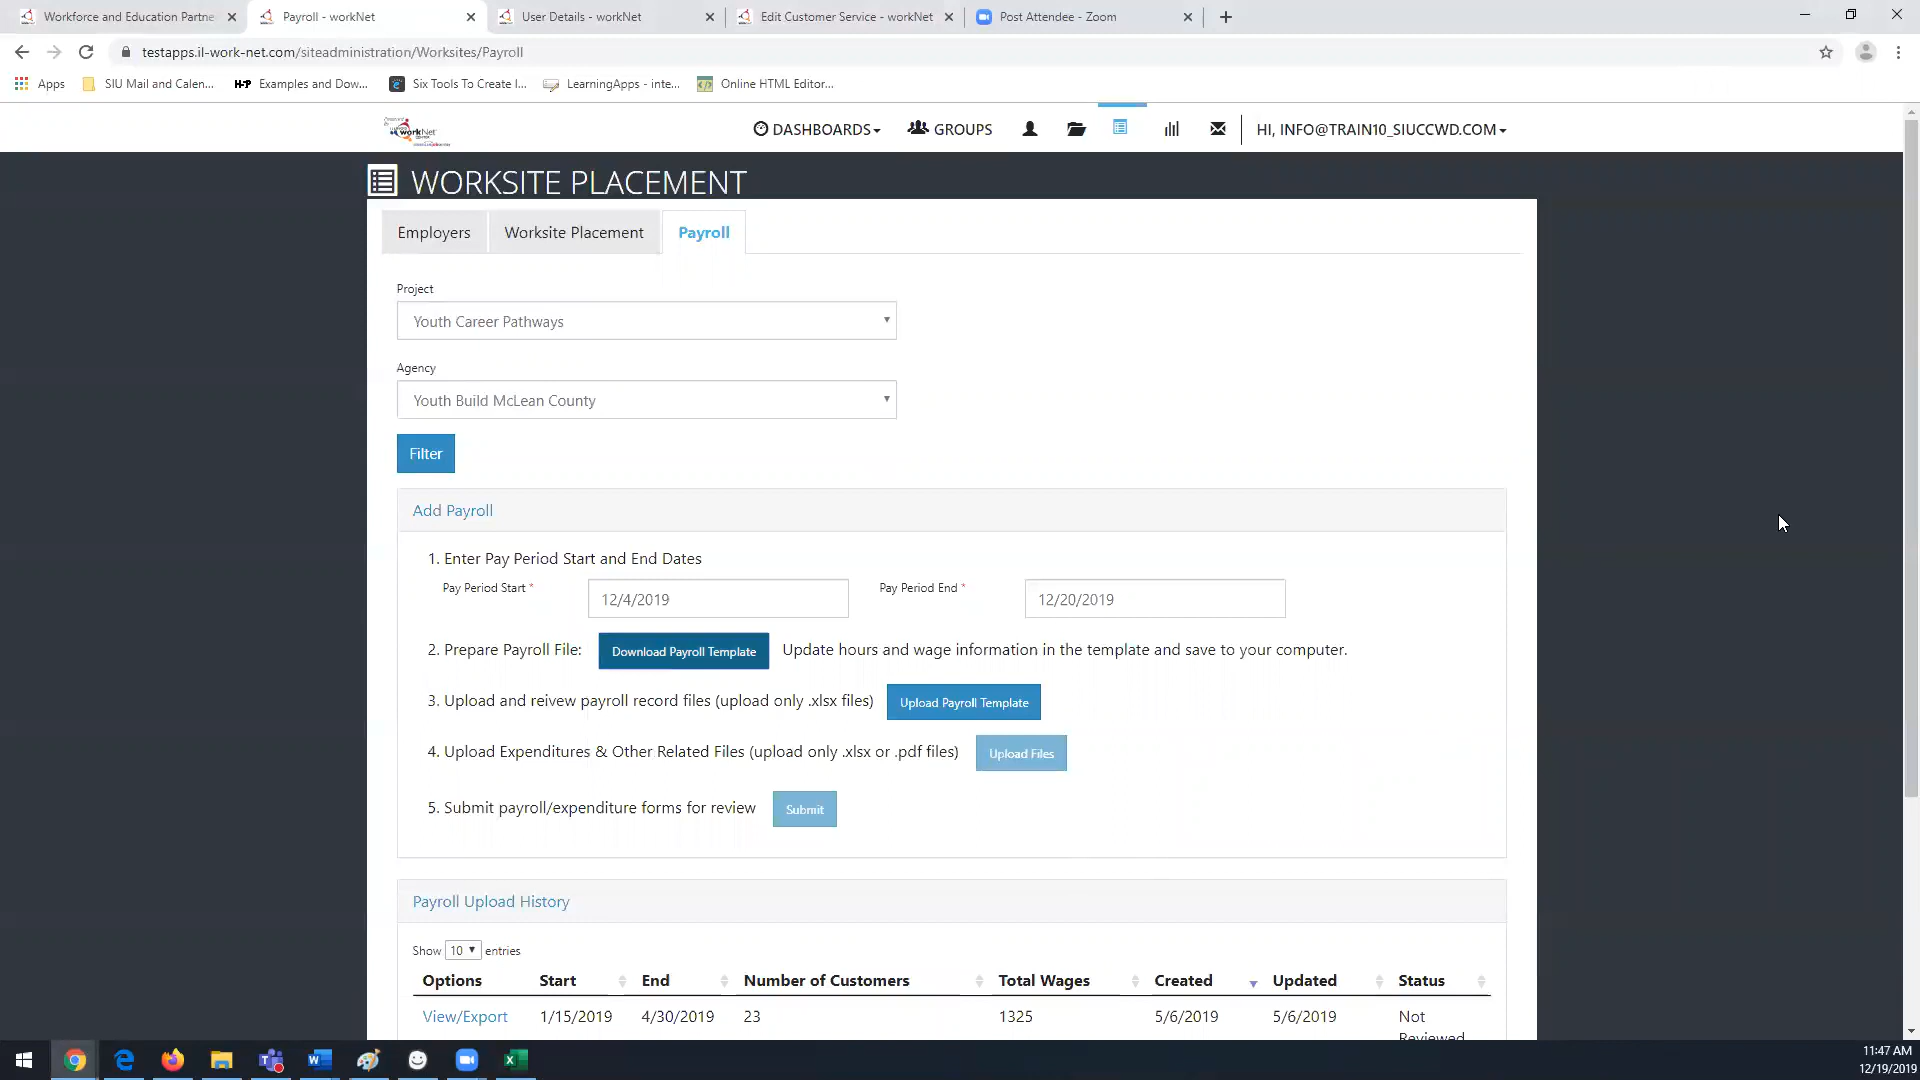 Workforce and Education Partne
Payroll - workNet
User Details - workNet
Edit Customer Service - workNet
Post Attendee - Zoom
testapps.il-work-net.com/siteadministration/Worksites/Payroll
Apps
SIU Mail and Calen...
Examples and Dow...
Six Tools To Create I...
LearningApps - inte...
Online HTML Editor...
workNet
DASHBOARDS
GROUPS
HI, INFO@TRAIN10_SIUCCWD.COM
WORKSITE PLACEMENT
Employers
Worksite Placement
Payroll
Project
Youth Career Pathways
Agency
Youth Build McLean County
Filter
Add Payroll
1. Enter Pay Period Start and End Dates
Pay Period Start * 12/4/2019 Pay Period End * 12/20/2019
2. Prepare Payroll File: Download Payroll Template Update hours and wage information in the template and save to your computer.
3. Upload and reivew payroll record files (upload only .xlsx files) Upload Payroll Template
4. Upload Expenditures & Other Related Files (upload only .xlsx or .pdf files) Upload Files
5. Submit payroll/expenditure forms for review Submit
Payroll Upload History
Show 10 entries
Options Start End Number of Customers Total Wages Created Updated Status
View/Export 1/15/2019 4/30/2019 23 1325 5/6/2019 5/6/2019 Not
Reviewed
11:47 AM
12/19/2019